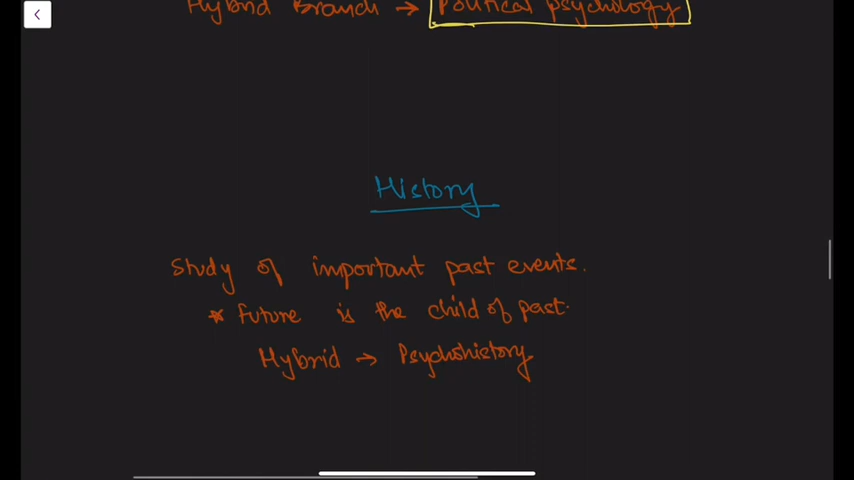 Hybrid Branch → Political psychology
History
Study of important past events.
* future is the child of past.
Hybrid → Psychohistory